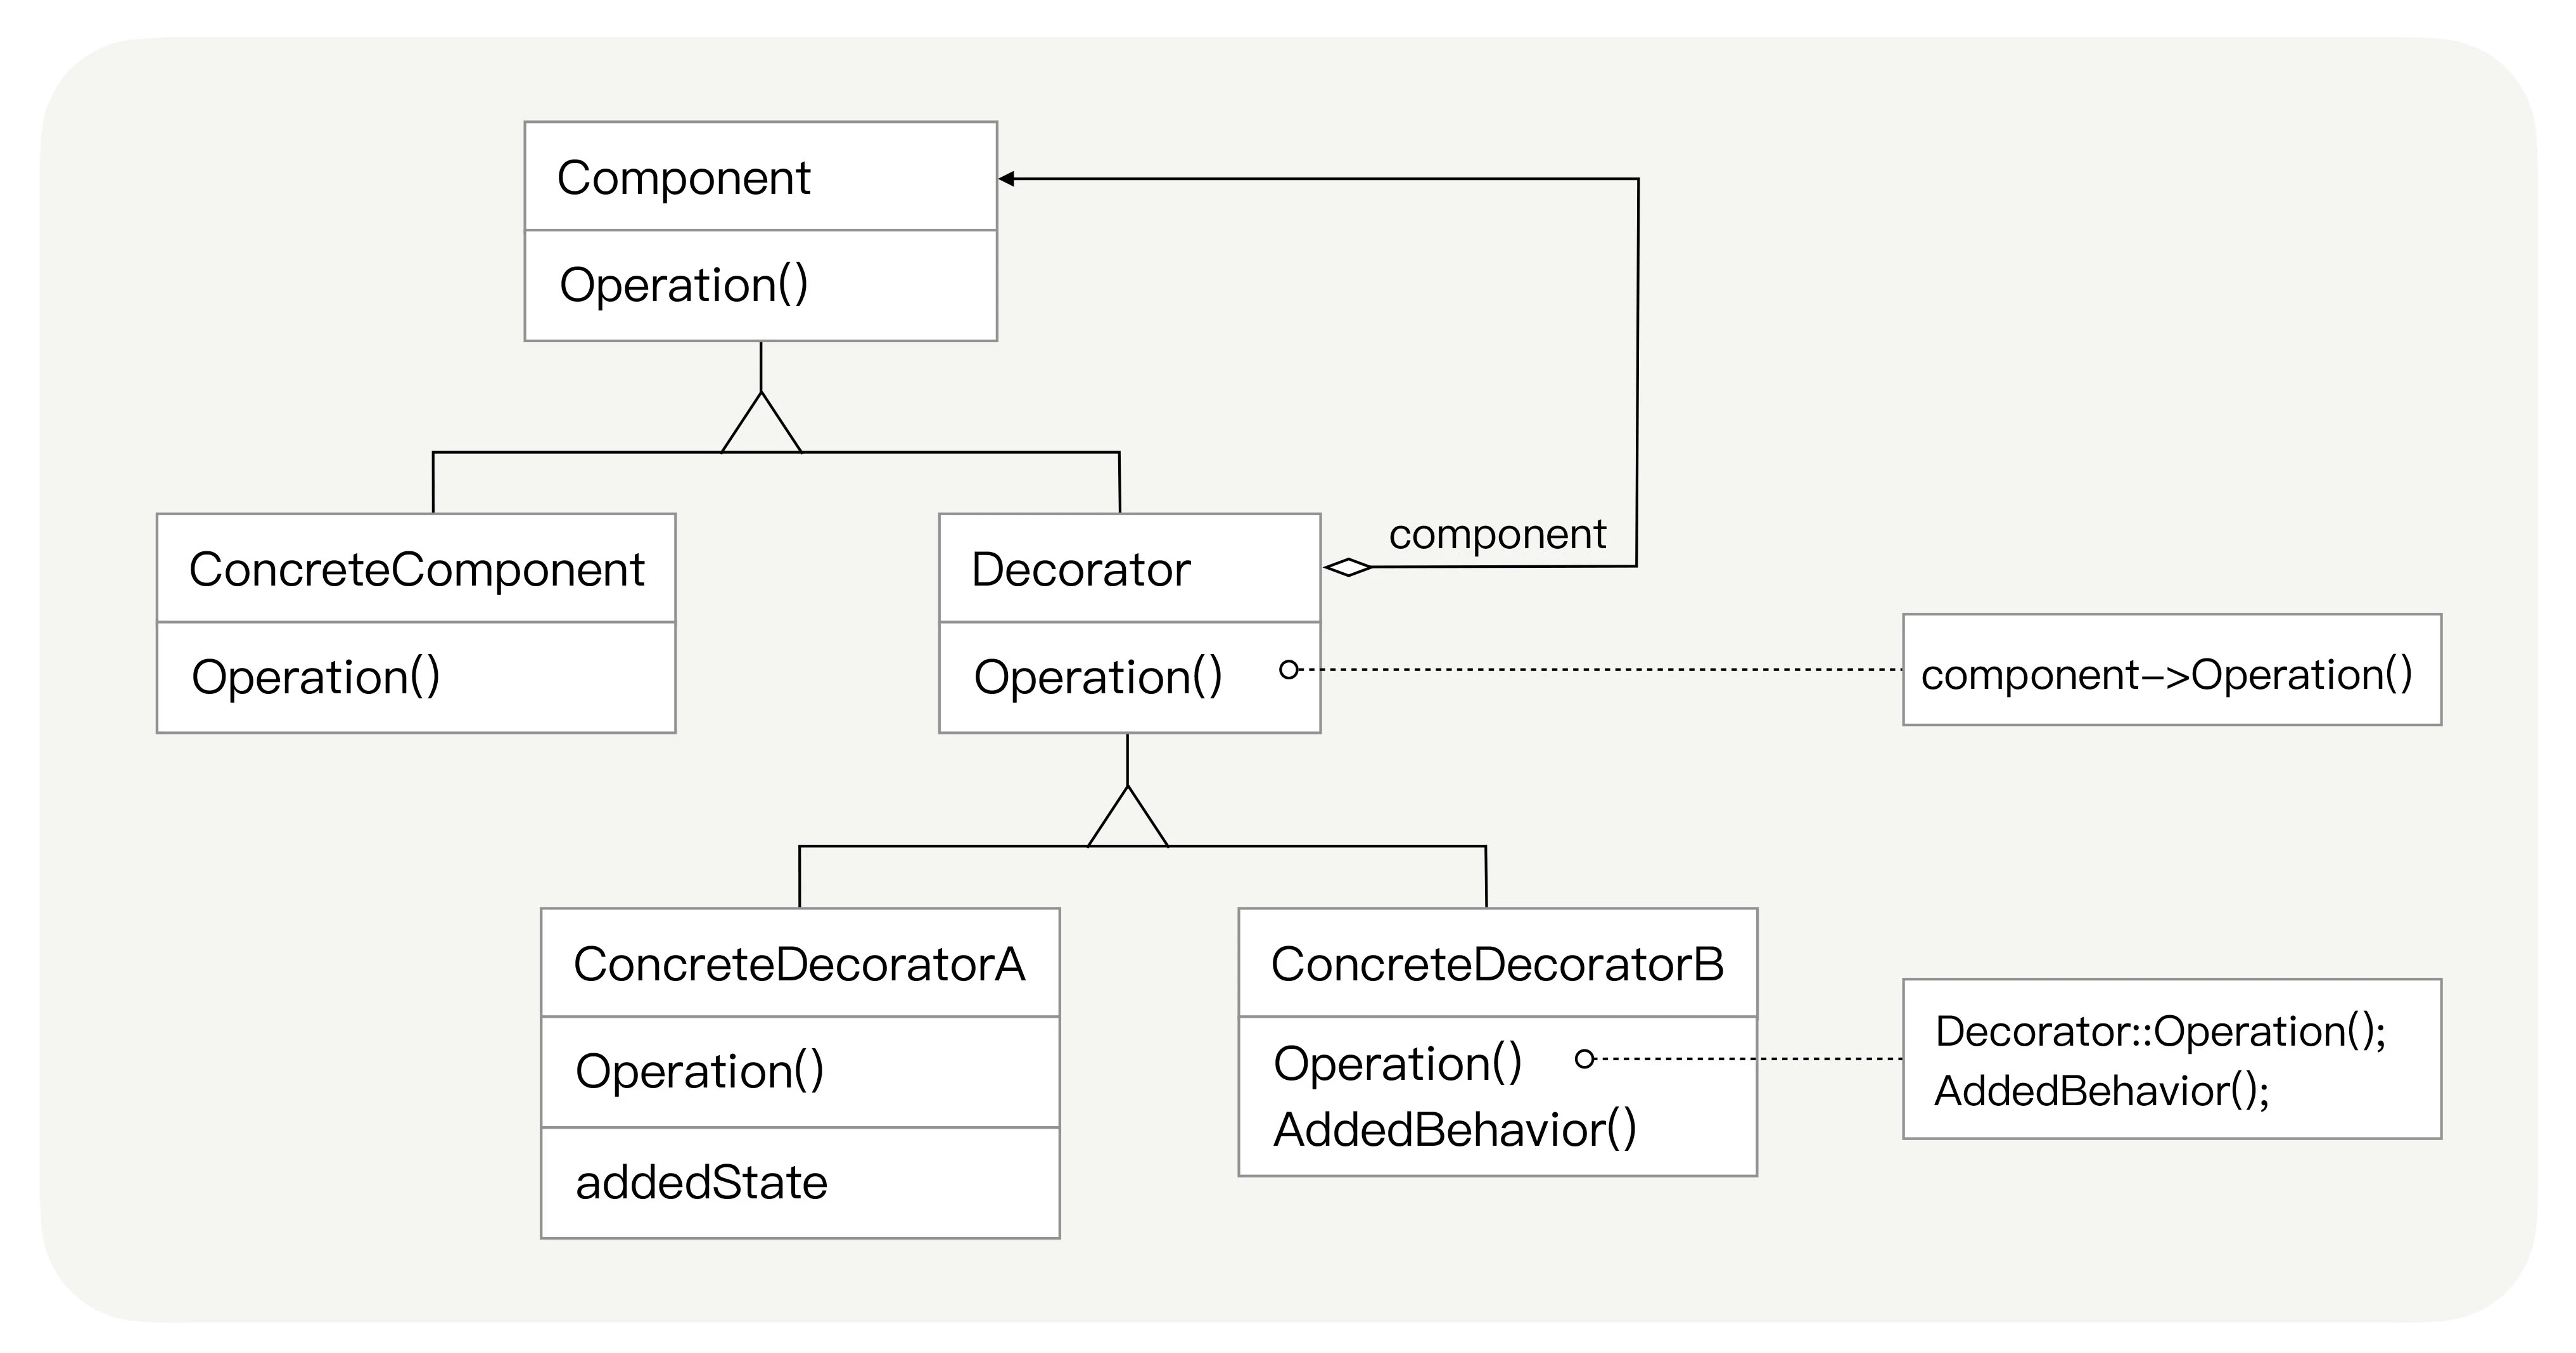 Component
Operation()
component
ConcreteComponent
Operation()
Decorator
Operation()
component–>Operation()
ConcreteDecoratorA
Operation()
addedState
ConcreteDecoratorB
Operation()
AddedBehavior()
Decorator::Operation();
AddedBehavior();